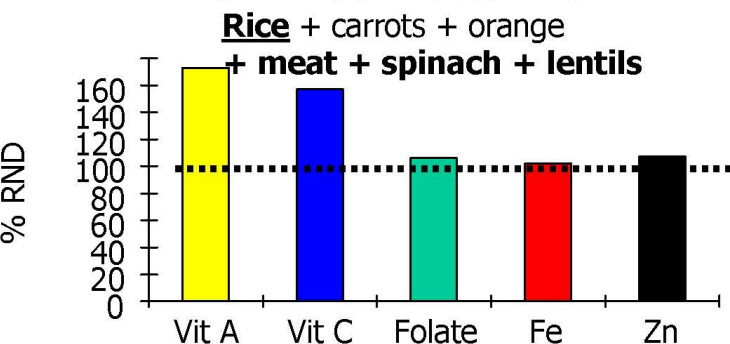 Rice + carrots + orange
+ meat + spinach + lentils
% RND
160
140
120
100
80
60
40
20
0
Vit A Vit C Folate Fe Zn